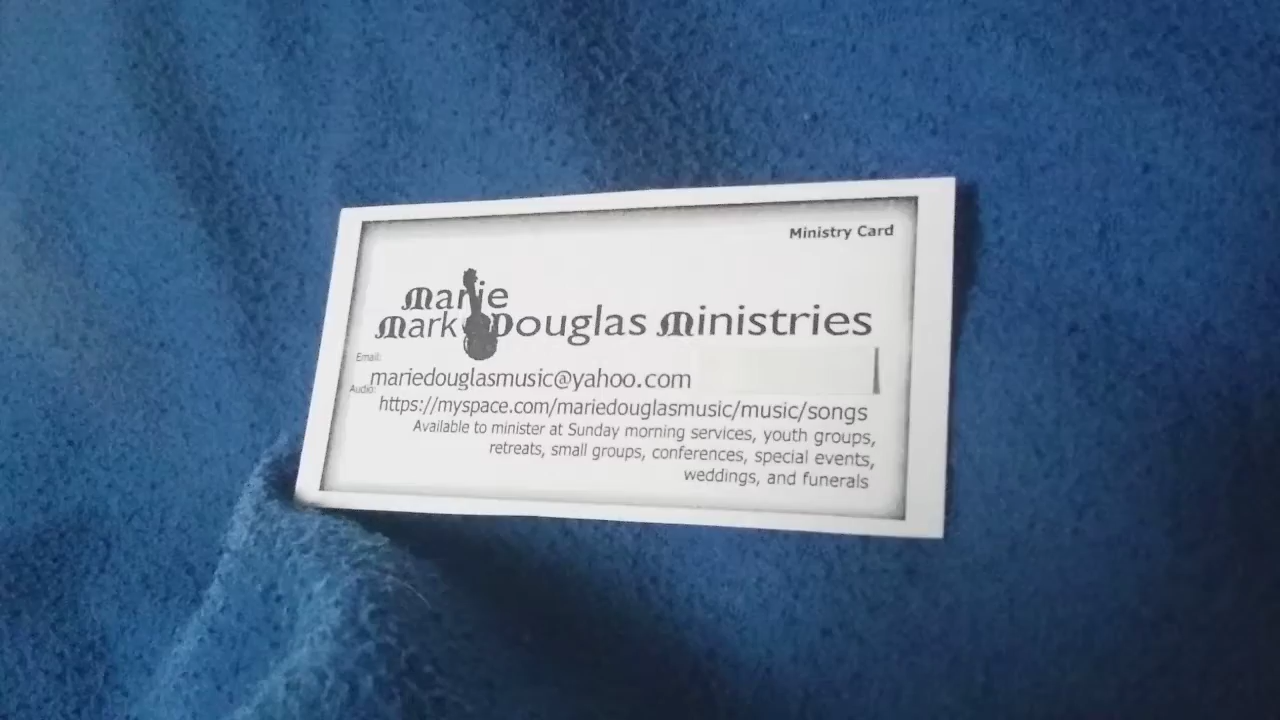 Ministry Card
Marie
Mark Douglas Ministries
Email:
mariedouglasmusic@yahoo.com
Audio:
https://myspace.com/mariedouglasmusic/music/songs
Available to minister at Sunday morning services, youth groups,
retreats, small groups, conferences, special events,
weddings, and funerals